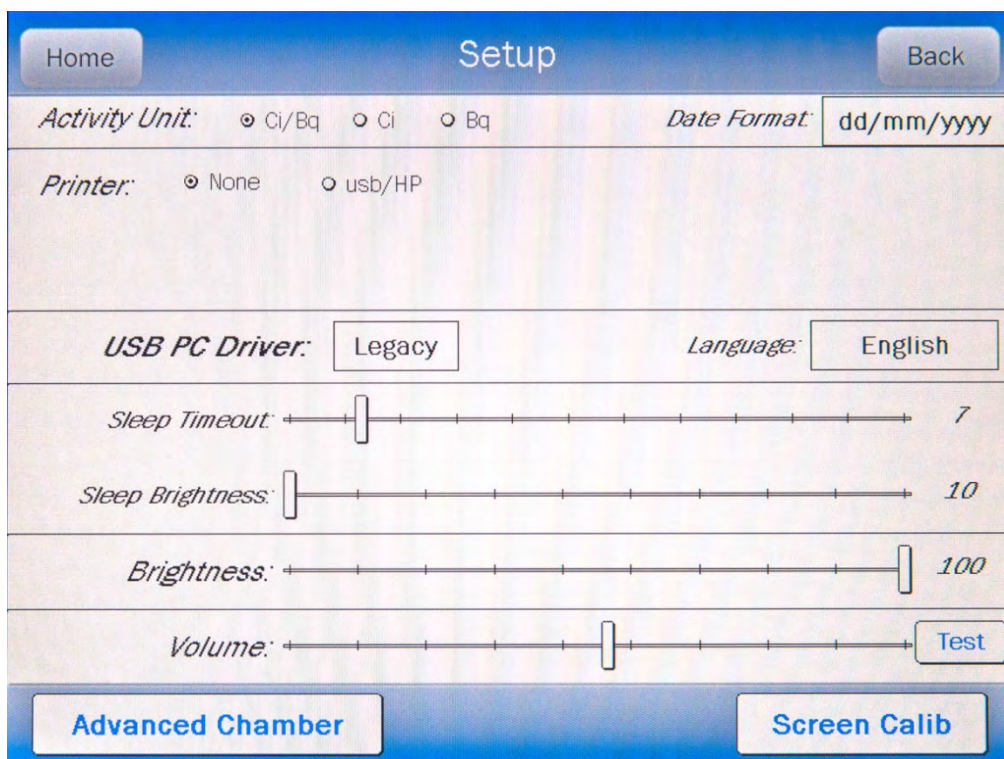 Home Setup Back
Activity Unit: Ci/Bq Ci Bq Date Format: dd/mm/yyyy
Printer: None usb/HP
USB PC Driver: Legacy Language: English
Sleep Timeout: 7
Sleep Brightness: 10
Brightness: 100
Volume: Test
Advanced Chamber Screen Calib